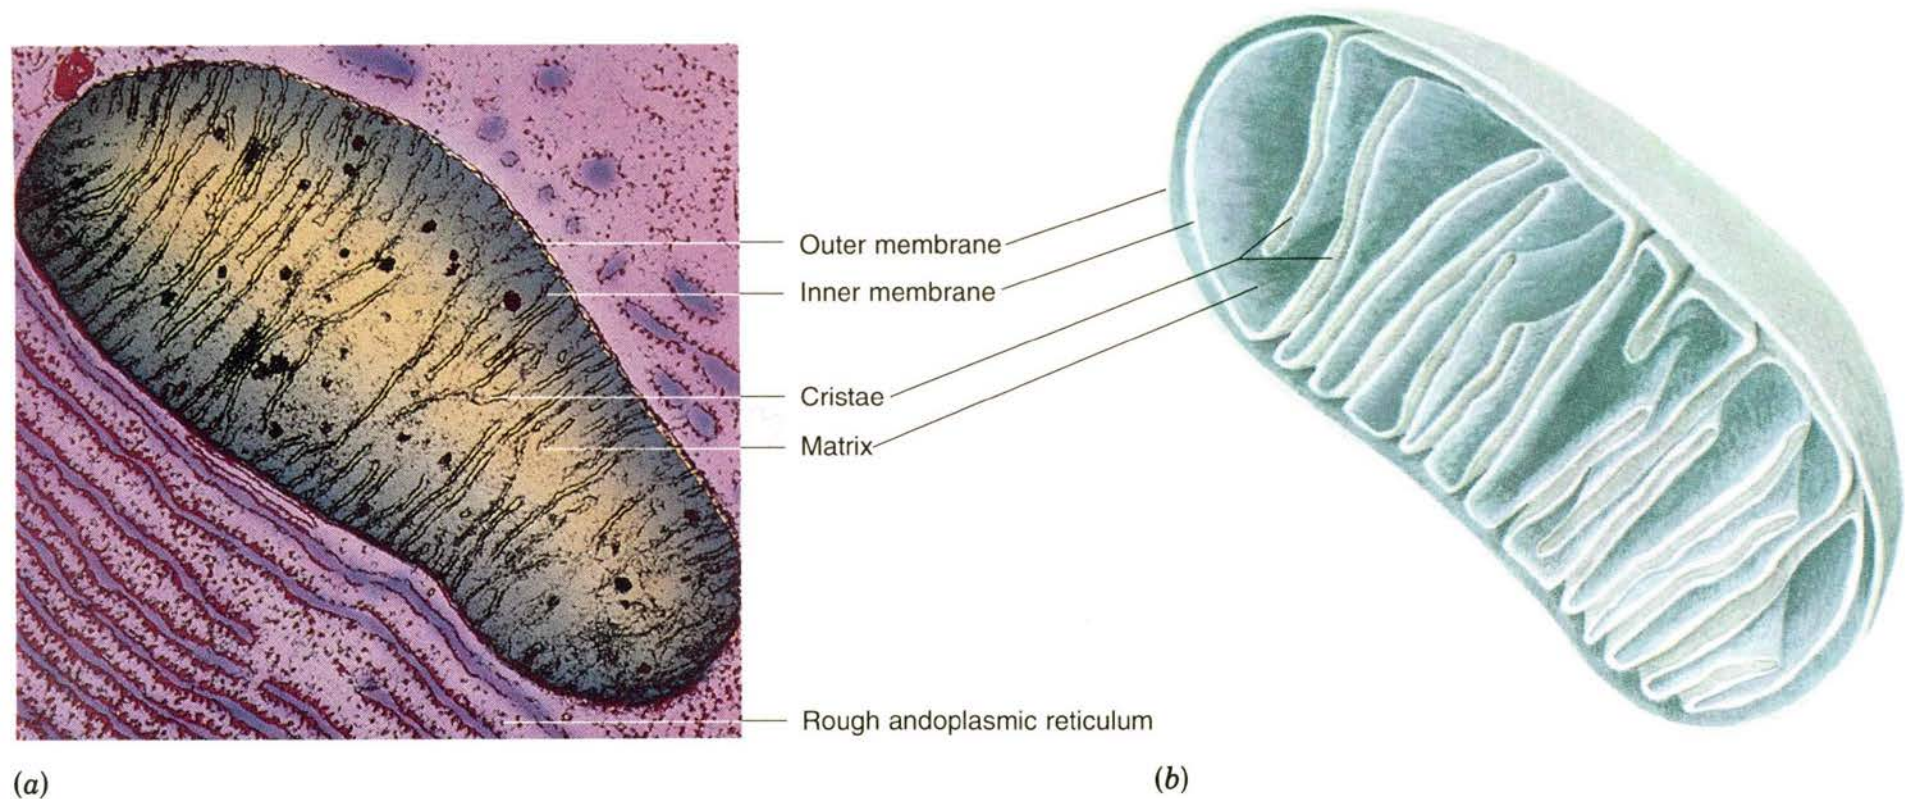 Outer membrane
Inner membrane
Cristae
Matrix
Rough andoplasmic reticulum
(a)
(b)